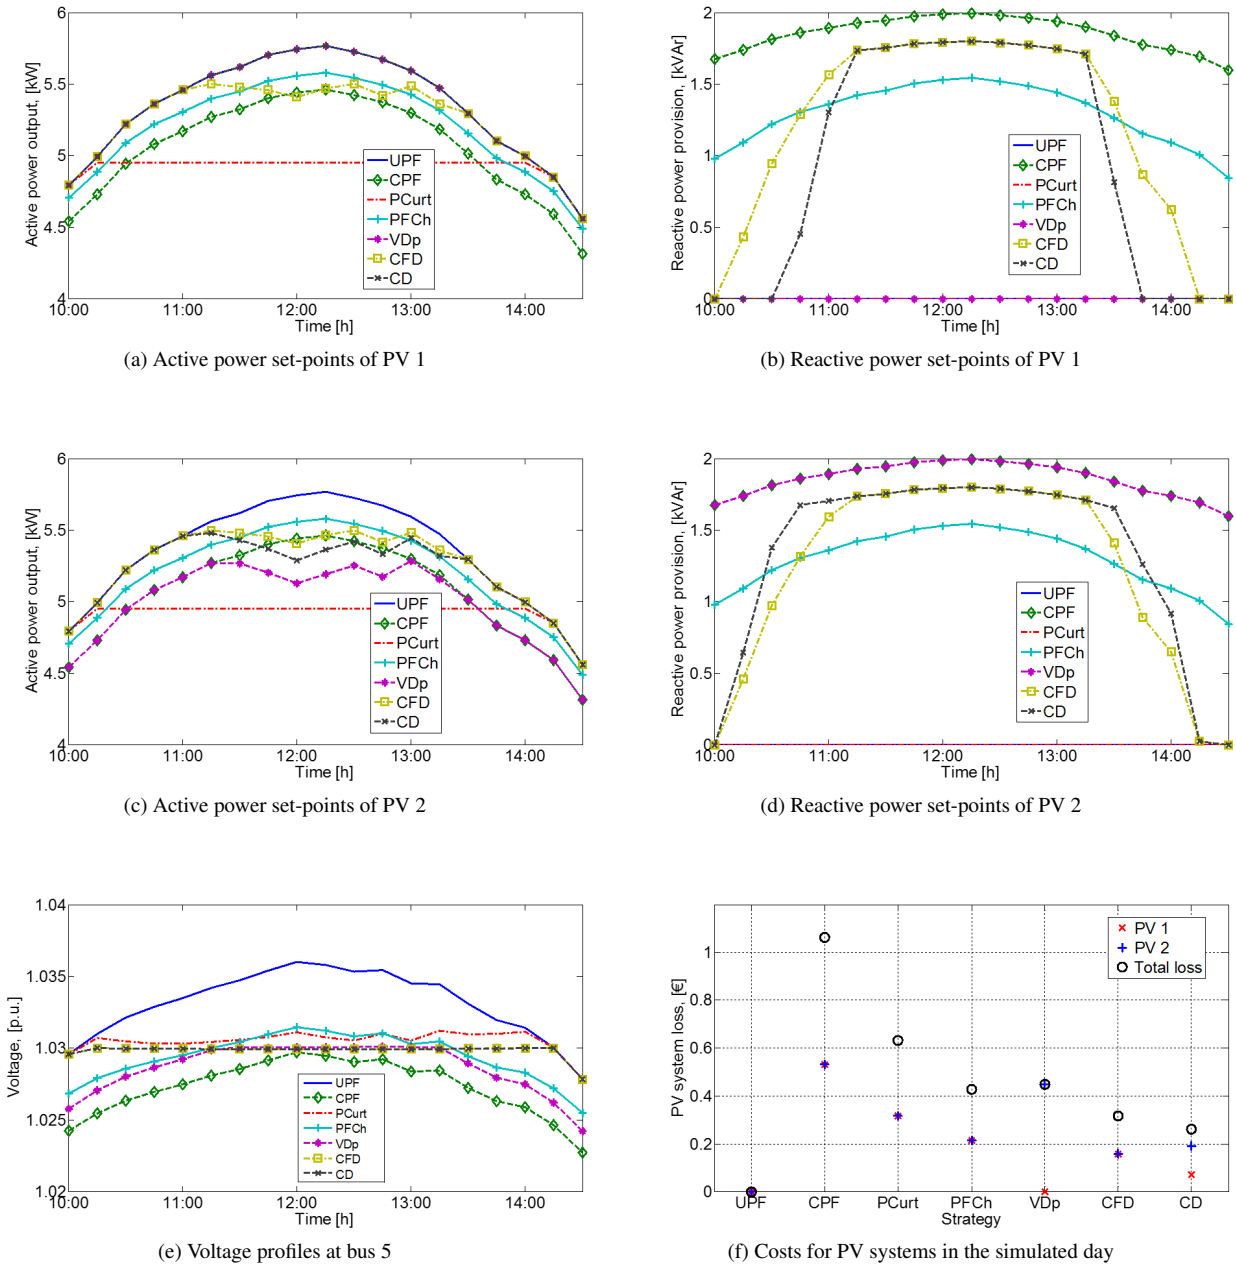 6
5.5
5
4.5
4
Active power output, [kW]
UPF
CPF
PCurt
PFCh
VDp
CFD
CD
10:00 11:00 12:00 13:00 14:00
Time [h]
(a) Active power set-points of PV 1
2
1.5
1
0.5
0
Reactive power provision, [kVAr]
UPF
CPF
PCurt
PFCh
VDp
CFD
CD
10:00 11:00 12:00 13:00 14:00
Time [h]
(b) Reactive power set-points of PV 1
6
5.5
5
4.5
4
Active power output, [kW]
UPF
CPF
PCurt
PFCh
VDp
CFD
CD
10:00 11:00 12:00 13:00 14:00
Time [h]
(c) Active power set-points of PV 2
2
1.5
1
0.5
0
Reactive power provision, [kVAr]
UPF
CPF
PCurt
PFCh
VDp
CFD
CD
10:00 11:00 12:00 13:00 14:00
Time [h]
(d) Reactive power set-points of PV 2
1.04
1.035
1.03
1.025
1.02
Voltage, [p.u.]
UPF
CPF
PCurt
PFCh
VDp
CFD
CD
10:00 11:00 12:00 13:00 14:00
Time [h]
(e) Voltage profiles at bus 5
1
0.8
0.6
0.4
0.2
0
PV system loss, [€]
PV 1
PV 2
Total loss
UPF CPF PCurt PFCh VDp CFD CD
Strategy
(f) Costs for PV systems in the simulated day